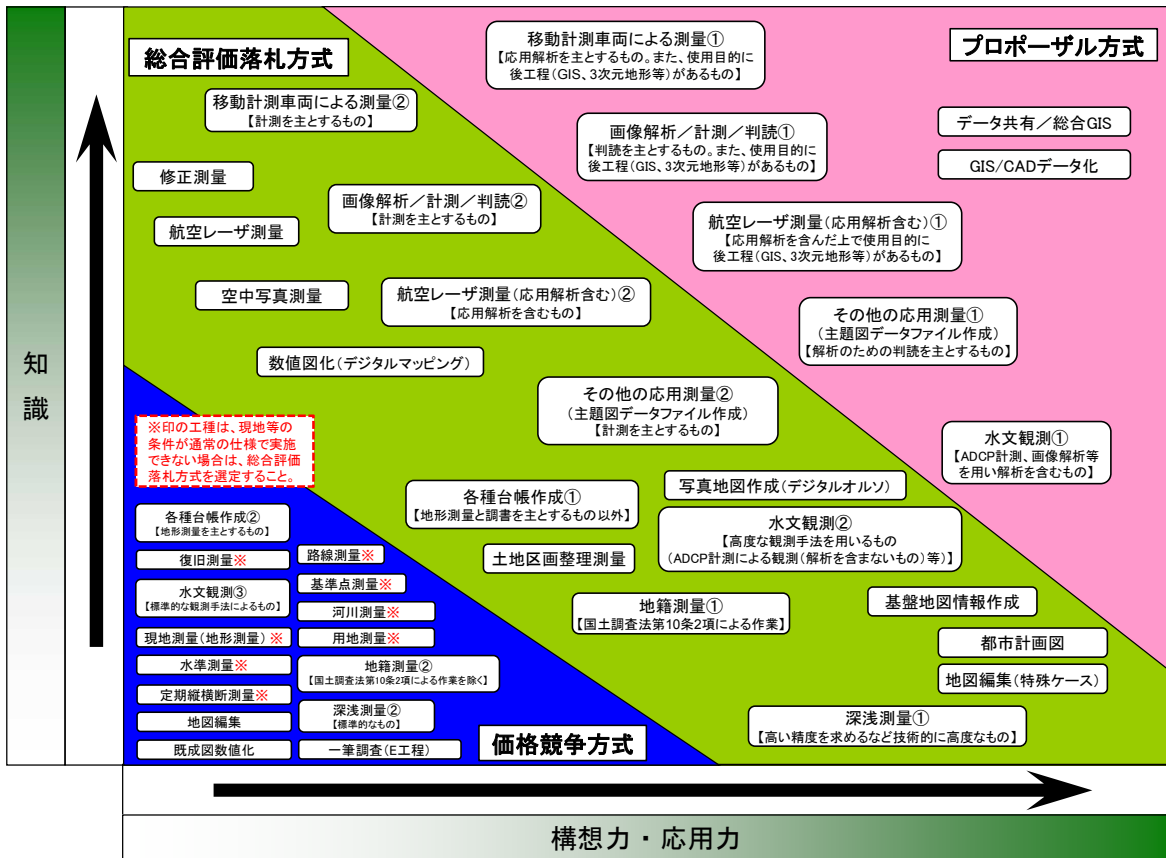 総合評価落札方式
プロポーザル方式
移動計測車両による測量①
【応用解析を主とするもの。また、使用目的に
後工程(GIS、3次元地形等)があるもの】
移動計測車両による測量②
【計測を主とするもの】
画像解析/計測/判読①
【判読を主とするもの。また、使用目的に
後工程(GIS、3次元地形等)があるもの】
データ共有/総合GIS
GIS/CADデータ化
修正測量
画像解析/計測/判読②
【計測を主とするもの】
航空レーザ測量
航空レーザ測量(応用解析含む)①
【応用解析を含んだ上で使用目的に
後工程(GIS、3次元地形等)があるもの】
空中写真測量
航空レーザ測量(応用解析含む)②
【応用解析を含むもの】
その他の応用測量①
(主題図データファイル作成)
【解析のための判読を主とするもの】
数値図化(デジタルマッピング)
その他の応用測量②
(主題図データファイル作成)
【計測を主とするもの】
知
識
※印の工種は、現地等の
条件が通常の仕様で実施
できない場合は、総合評価
落札方式を選定すること。
水文観測①
【ADCP計測、画像解析等
を用い解析を含むもの】
写真地図作成(デジタルオルソ)
各種台帳作成①
【地形測量と調書を主とするもの以外】
水文観測②
【高度な観測手法を用いるもの
(ADCP計測による観測(解析を含まないもの)等)】
土地区画整理測量
地籍測量①
【国土調査法第10条2項による作業】
基盤地図情報作成
都市計画図
地図編集(特殊ケース)
深浅測量①
【高い精度を求めるなど技術的に高度なもの】
各種台帳作成②
【地形測量を主とするもの】
復旧測量※
路線測量※
水文観測③
【標準的な観測手法によるもの】
基準点測量※
河川測量※
現地測量(地形測量)※
用地測量※
水準測量※
地籍測量②
【国土調査法第10条2項による作業を除く】
定期縦横断測量※
地図編集
深浅測量②
【標準的なもの】
既成図数値化
一筆調査(E工程)
価格競争方式
構想力・応用力